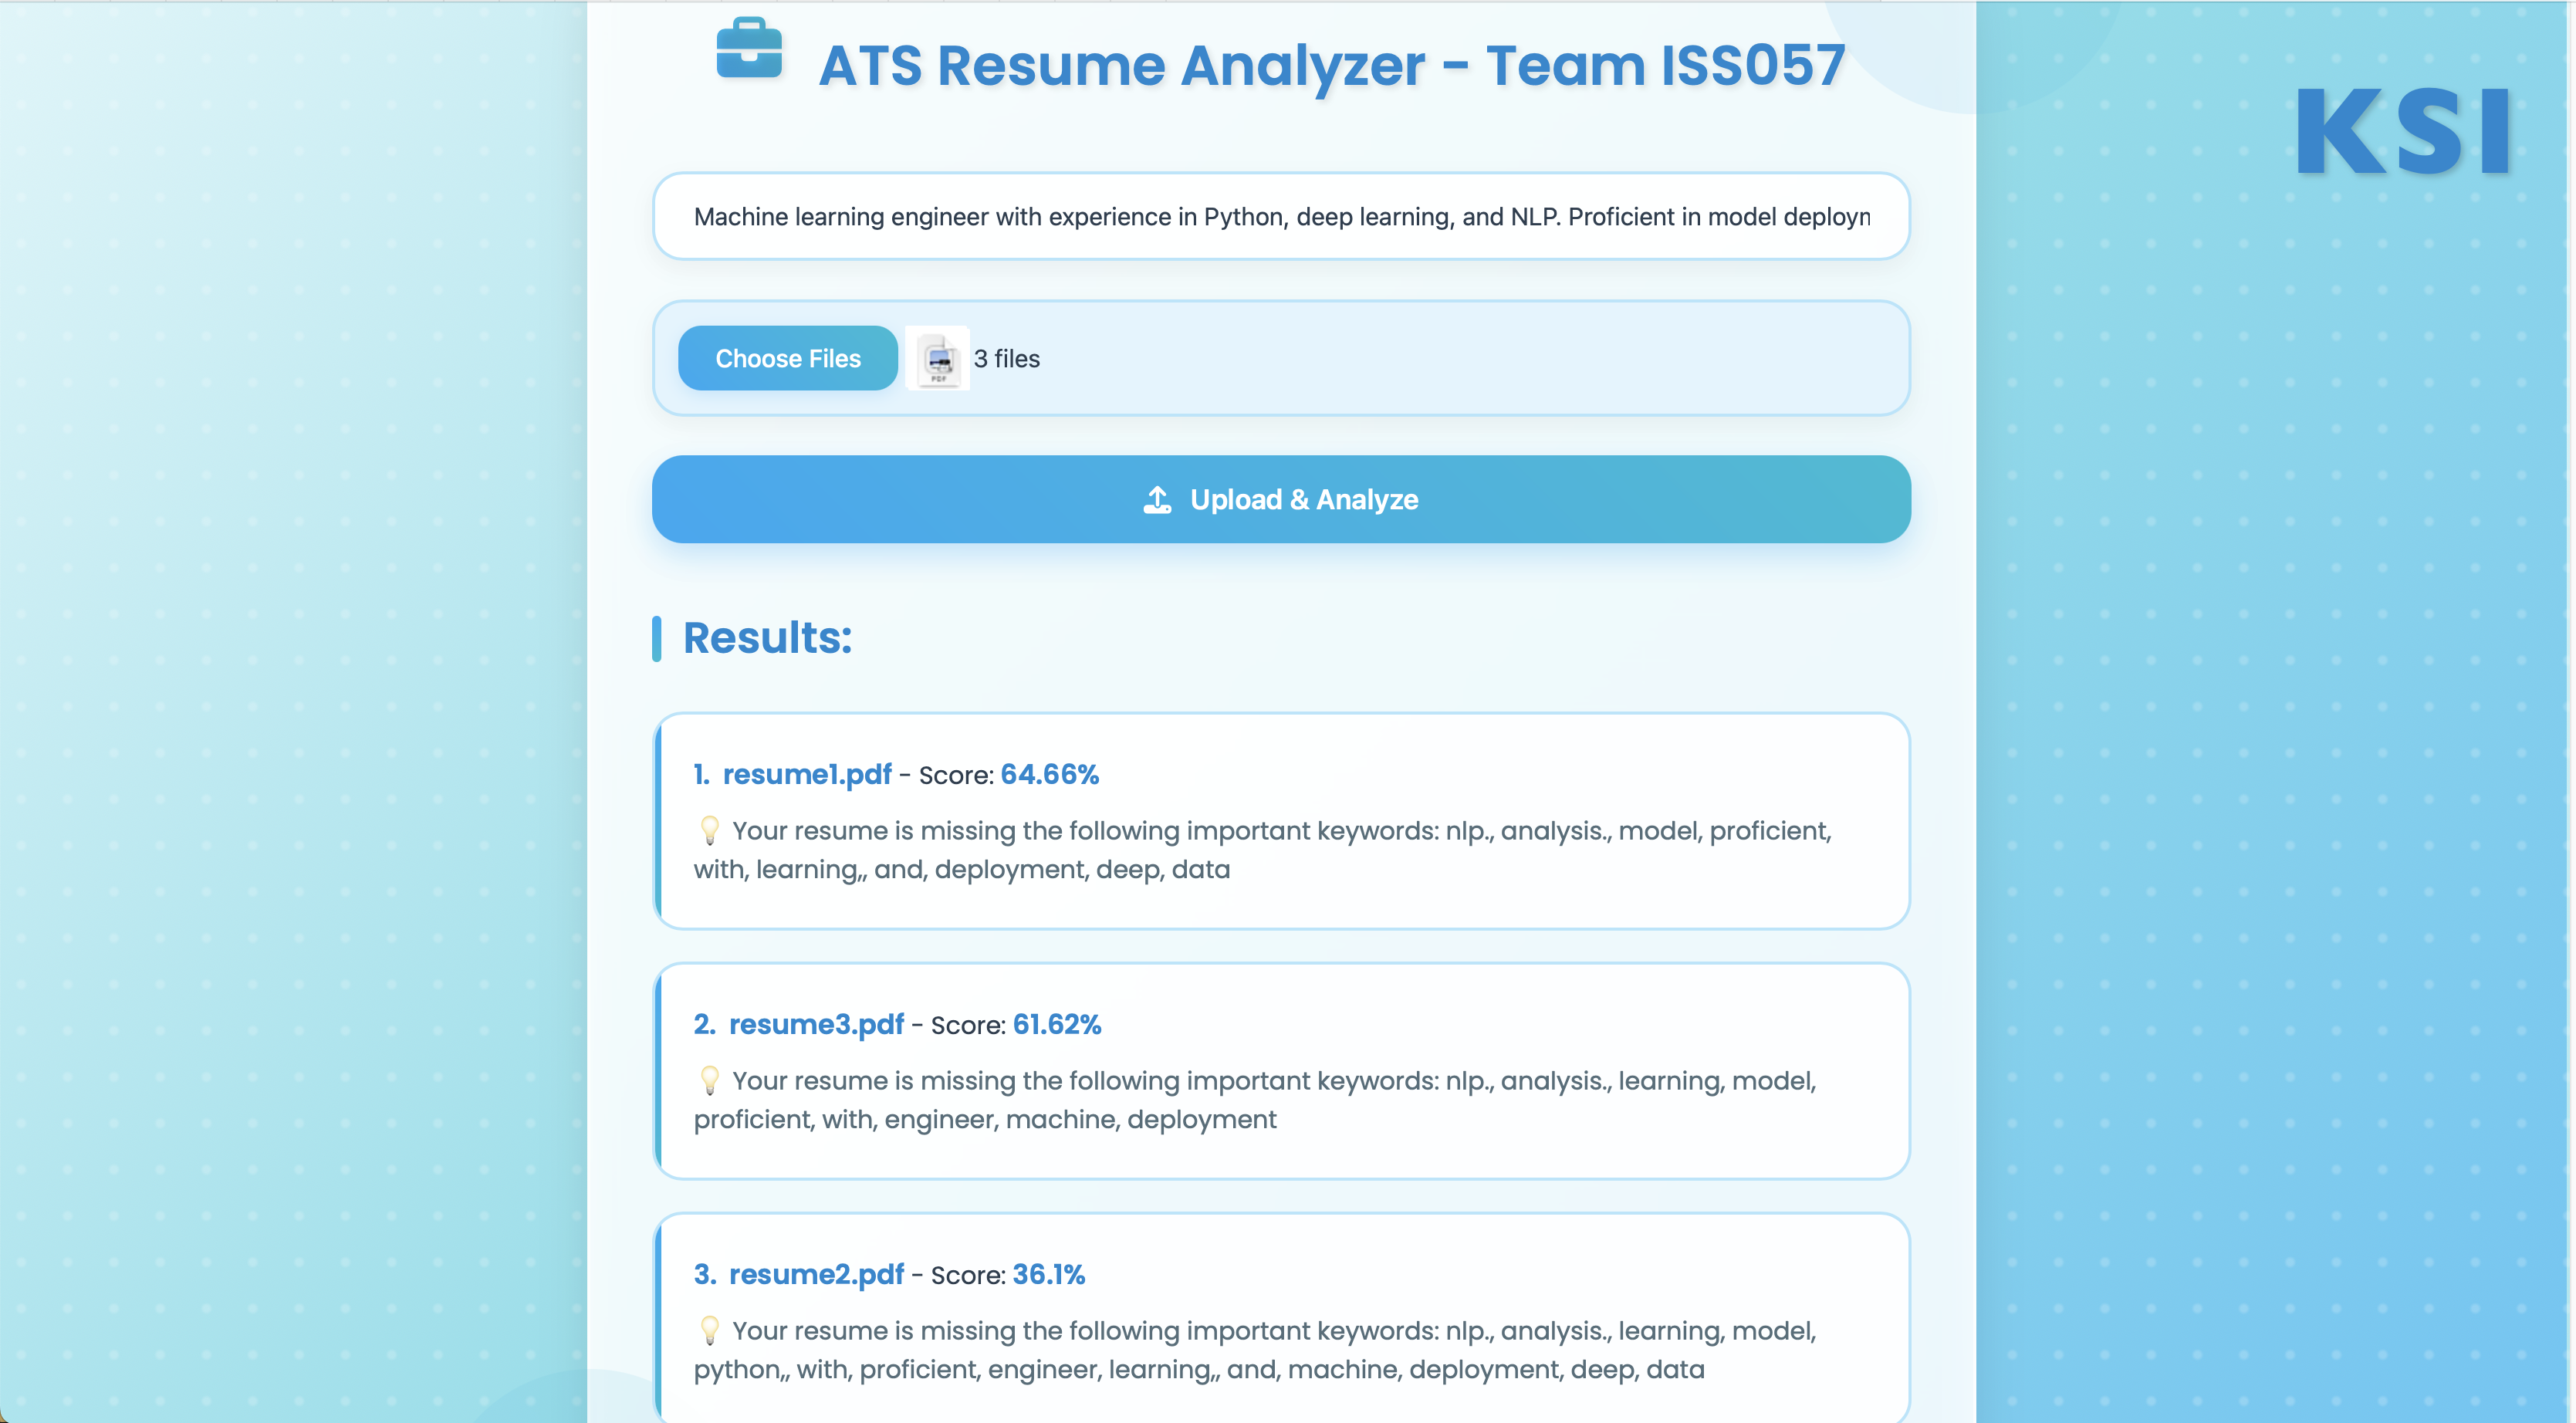 ATS Resume Analyzer - Team ISS057
KSI
Machine learning engineer with experience in Python, deep learning, and NLP. Proficient in model deployn
Choose Files
PDF
3 files
Upload & Analyze
Results:
1. resume1.pdf - Score: 64.66%
💡 Your resume is missing the following important keywords: nlp., analysis., model, proficient,
with, learning,, and, deployment, deep, data
2. resume3.pdf - Score: 61.62%
💡 Your resume is missing the following important keywords: nlp., analysis., learning, model,
proficient, with, engineer, machine, deployment
3. resume2.pdf - Score: 36.1%
💡 Your resume is missing the following important keywords: nlp., analysis., learning, model,
python,, with, proficient, engineer, learning,, and, machine, deployment, deep, data